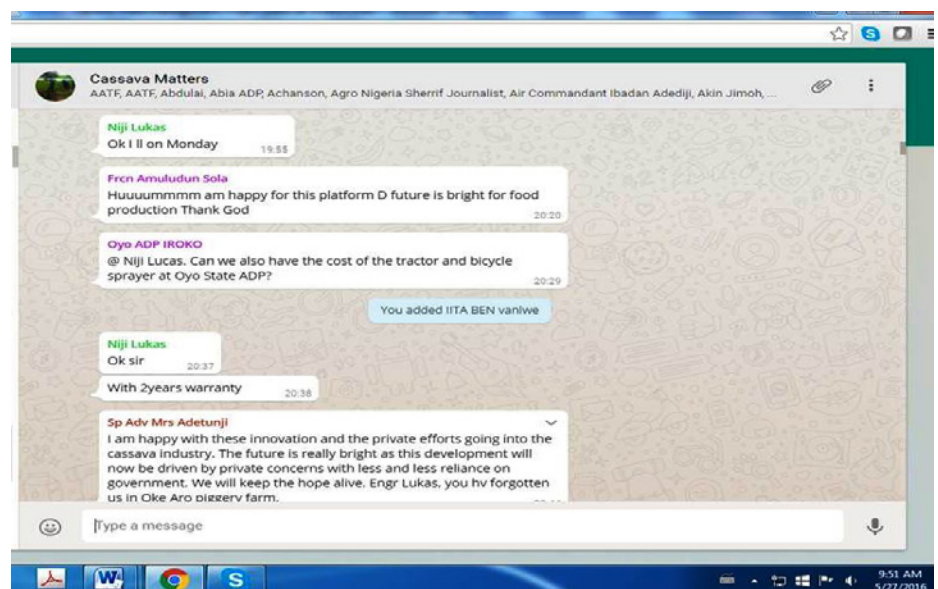 Cassava Matters
AATF, AATF, Abdulai, Abia ADP, Achanson, Agro Nigeria Sherrif Journalist, Air Commandant Ibadan Adediji, Akin Jimoh, ...
Niji Lukas
Ok I ll on Monday
19:55
Frcn Amuludun Sola
Huuuummmm am happy for this platform D future is bright for food
production Thank God
20:20
Oyo ADP IROKO
@ Niji Lucas. Can we also have the cost of the tractor and bicycle
sprayer at Oyo State ADP?
20:29
You added IITA BEN vanlwe
Niji Lukas
Ok sir
20:37
With 2years warranty
20:38
Sp Adv Mrs Adetunji
I am happy with these innovation and the private efforts going into the
cassava industry. The future is really bright as this development will
now be driven by private concerns with less and less reliance on
government. We will keep the hope alive. Engr Lukas, you hv forgotten
us in Oke Aro piggery farm.
Type a message
9:51 AM
5/27/2016